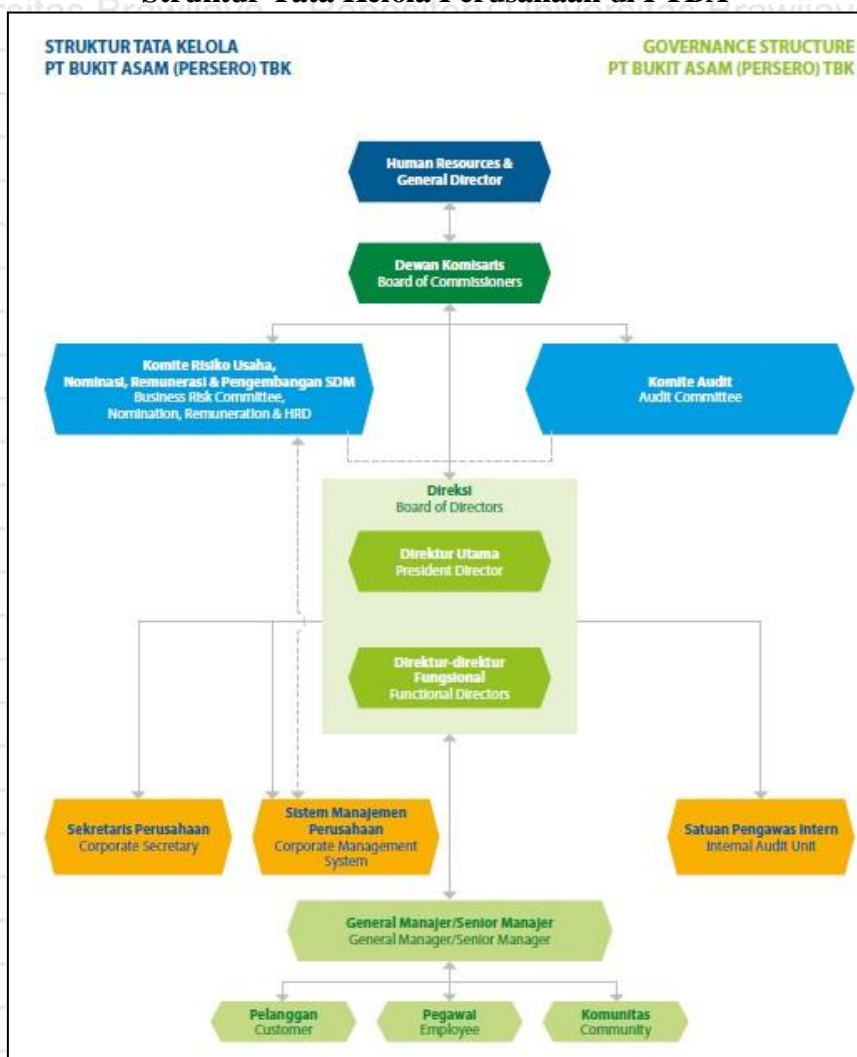 Struktur Tata Kelola Perusahaan di PTBA
STRUKTUR TATA KELOLA
PT BUKIT ASAM (PERSERO) TBK
GOVERNANCE STRUCTURE
PT BUKIT ASAM (PERSERO) TBK
Human Resources &
General Director
Dewan Komisaris
Board of Commissioners
Komite Risiko Usaha,
Nominasi, Remunerasi & Pengembangan SDM
Business Risk Committee,
Nomination, Remuneration & HRD
Komite Audit
Audit Committee
Direksi
Board of Directors
Direktur Utama
President Director
Direktur-direktur
Fungsional
Functional Directors
Sekretaris Perusahaan
Corporate Secretary
Sistem Manajemen
Perusahaan
Corporate Management
System
Satuan Pengawas Intern
Internal Audit Unit
General Manajer/Senior Manajer
General Manager/Senior Manager
Pelanggan
Customer
Pegawai
Employee
Komunitas
Community